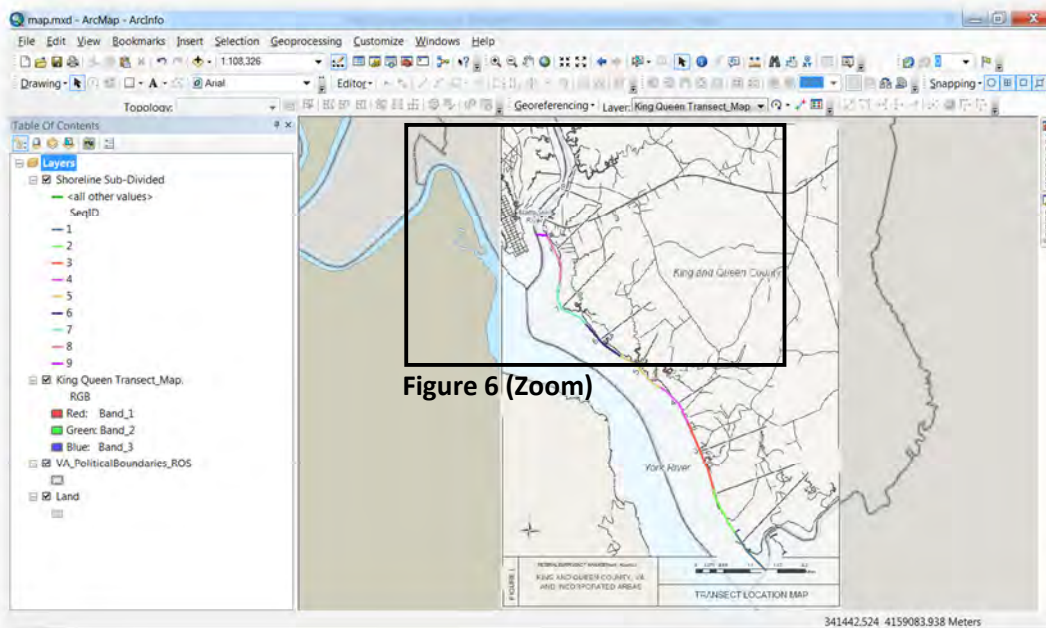 map.mxd - ArcMap - ArcInfo
File Edit View Bookmarks Insert Selection Geoprocessing Customize Windows Help
1:108,326
Drawing
A
Arial
Editor
Snapping
Topology:
Georeferencing
Layer: King Queen Transect_Map
Table Of Contents
Layers
Shoreline Sub-Divided
<all other values>
SegID
1
2
3
4
5
6
7
8
9
King Queen Transect_Map.
RGB
Red: Band_1
Green: Band_2
Blue: Band_3
VA_PoliticalBoundaries_ROS
Land
River
King and Queen County
Figure 6 (Zoom)
York River
FIGURE 1
KING AND QUEEN COUNTY, VA
AND INCORPORATED AREAS
TRANSECT LOCATION MAP
341442.524 4159083.938 Meters